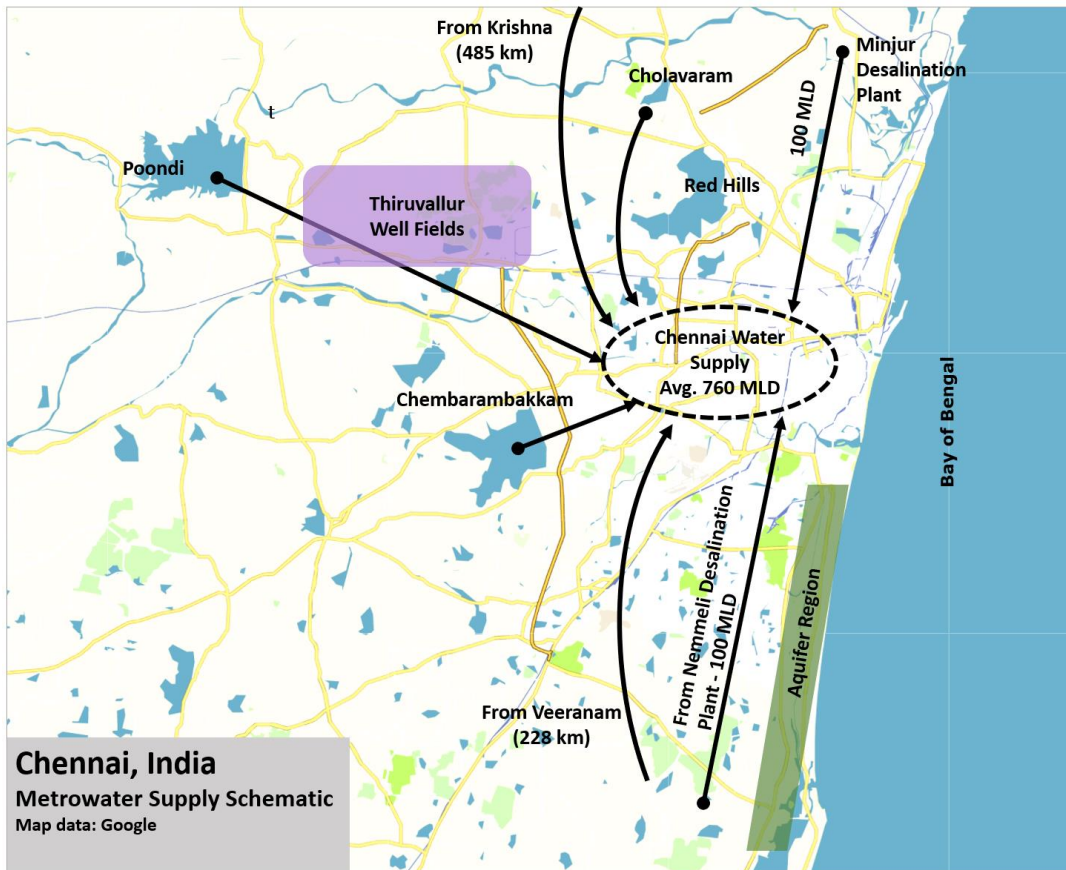 From Krishna
(485 km)
Minjur
Desalination
Plant
Cholavaram
100 MLD
t
Poondi
Red Hills
Thiruvallur
Well Fields
Chennai Water
Supply
Avg. 760 MLD
Chembarambakkam
Bay of Bengal
From Nemmeli Desalination
Plant - 100 MLD
Aquifer Region
From Veeranam
(228 km)
Chennai, India
Metrowater Supply Schematic
Map data: Google